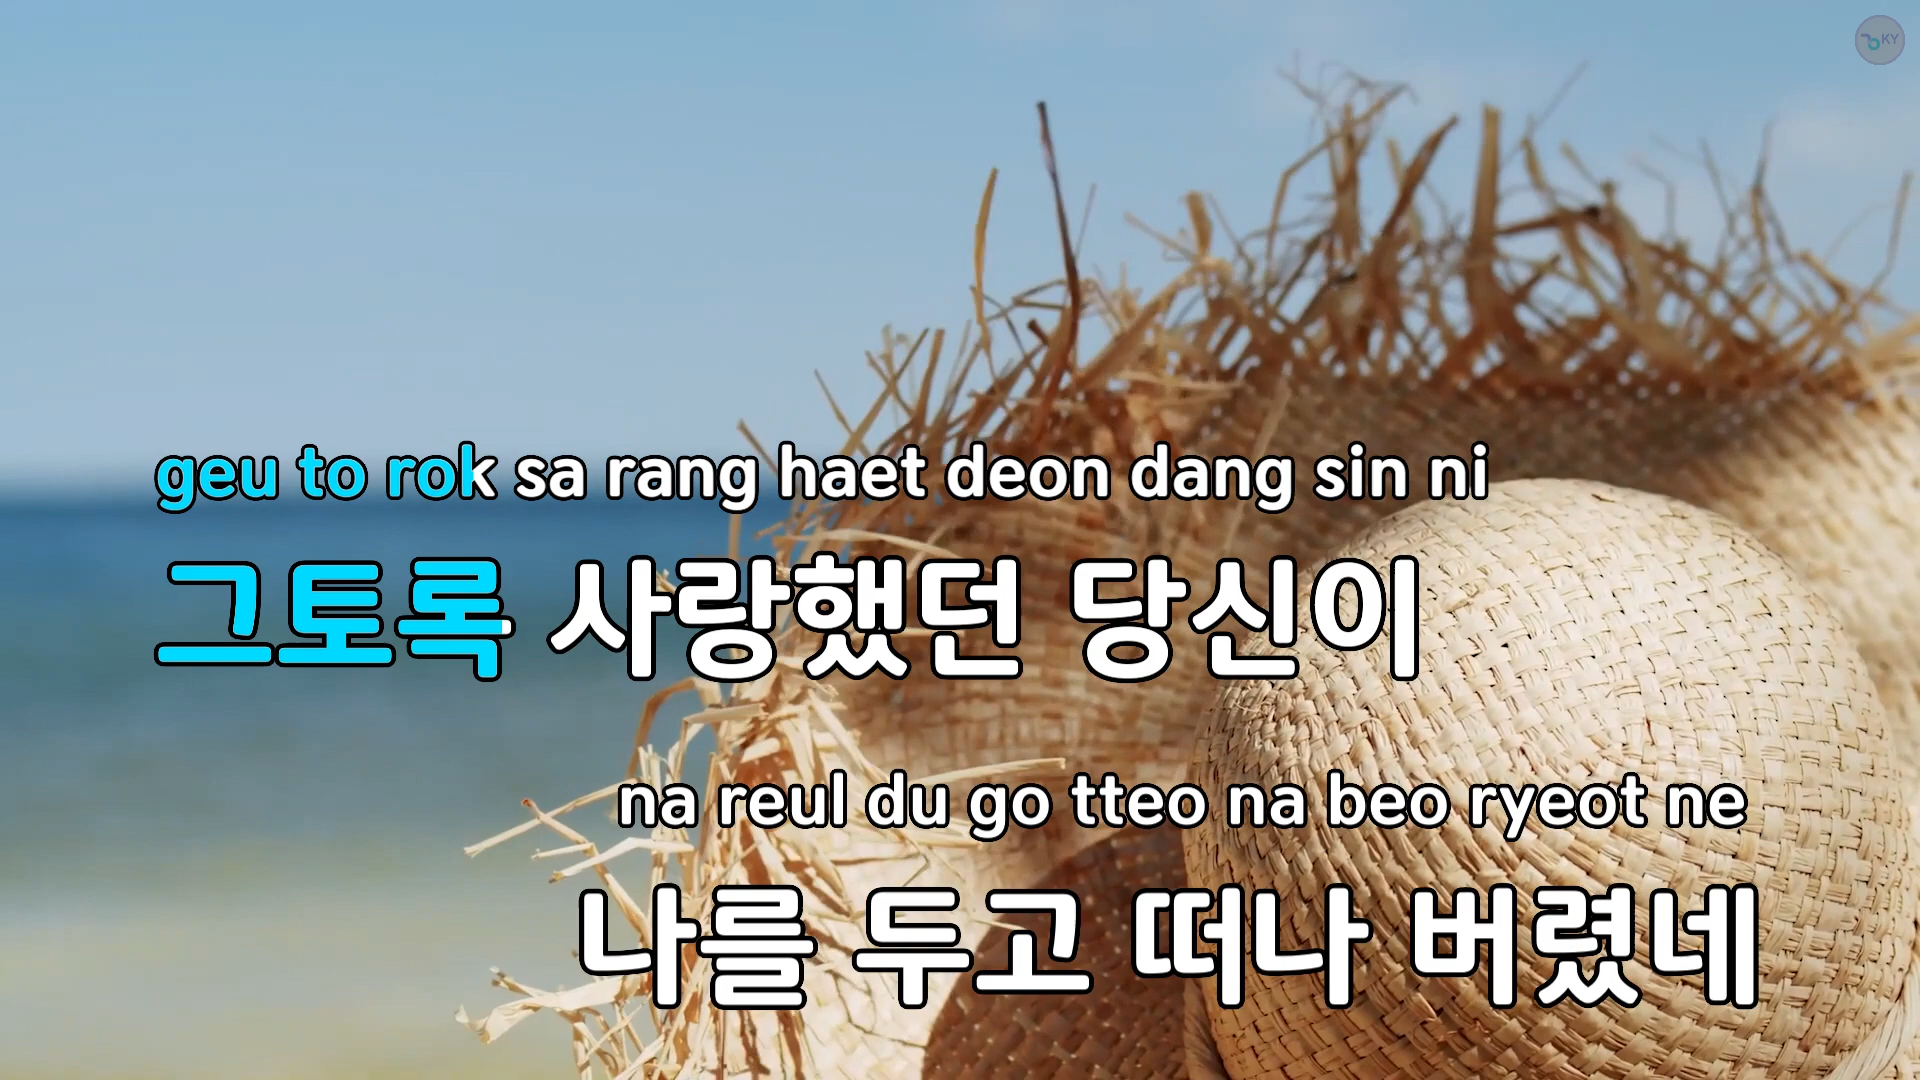 KY
geu to rok sa rang haet deon dang sin ni
그토록 사랑했던 당신이
na reul du go tteo na beo ryeot ne
나를 두고 떠나 버렸네